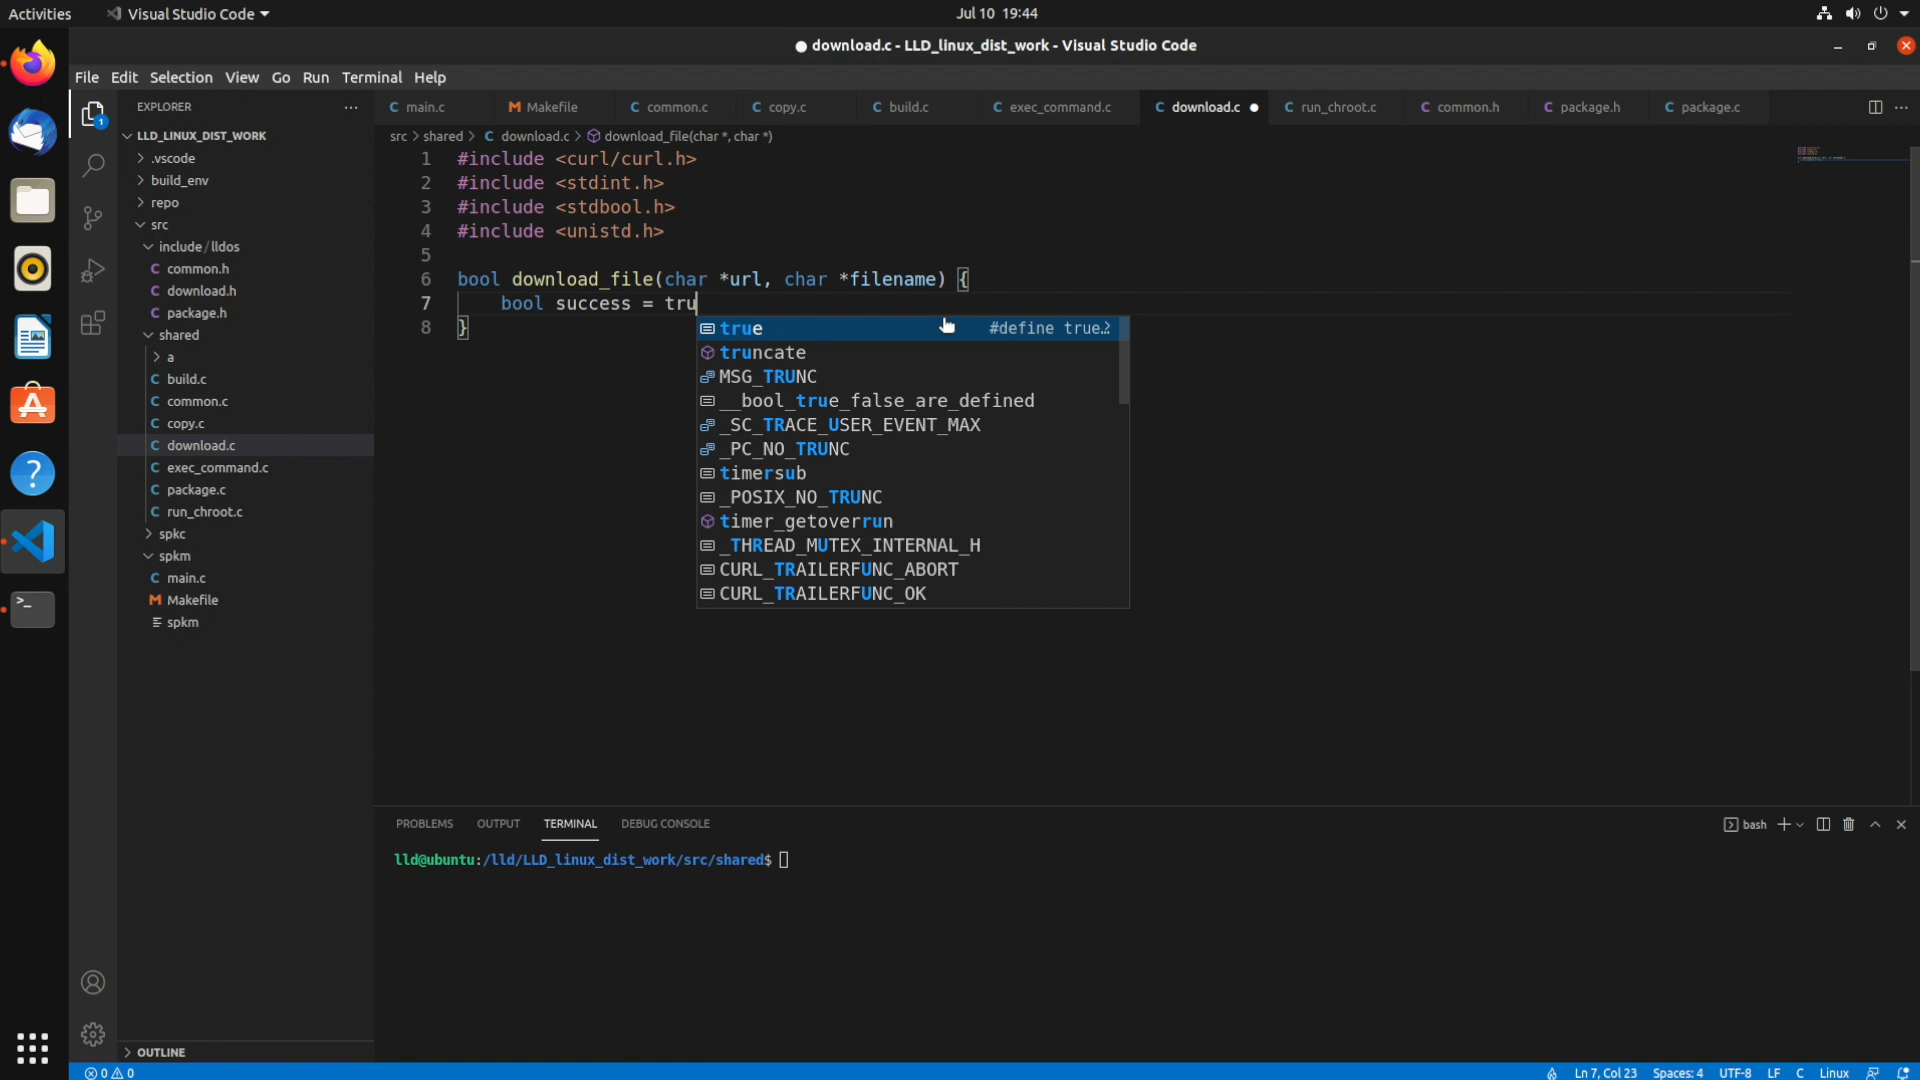 Activities
Visual Studio Code
Jul 10 19:44
● download.c - LLD_linux_dist_work - Visual Studio Code
File Edit Selection View Go Run Terminal Help
EXPLORER
LLD_LINUX_DIST_WORK
.vscode
build_env
repo
src
include / lldos
C common.h
C download.h
C package.h
shared
a
C build.c
C common.c
C copy.c
C download.c
C exec_command.c
C package.c
C run_chroot.c
spkc
spkm
C main.c
M Makefile
spkm
OUTLINE
C main.c M Makefile C common.c C copy.c C build.c C exec_command.c C download.c ● C run_chroot.c C common.h C package.h C package.c
src > shared > C download.c > download_file(char *, char *)
1 #include <curl/curl.h>
2 #include <stdint.h>
3 #include <stdbool.h>
4 #include <unistd.h>
5
6 bool download_file(char *url, char *filename) {
7 bool success = tru
8 }
true #define true…
truncate
MSG_TRUNC
__bool_true_false_are_defined
_SC_TRACE_USER_EVENT_MAX
_PC_NO_TRUNC
timersub
_POSIX_NO_TRUNC
timer_getoverrun
_THREAD_MUTEX_INTERNAL_H
CURL_TRAILERFUNC_ABORT
CURL_TRAILERFUNC_OK
PROBLEMS OUTPUT TERMINAL DEBUG CONSOLE
bash
lld@ubuntu:/lld/LLD_linux_dist_work/src/shared$
0 0
Ln 7, Col 23 Spaces: 4 UTF-8 LF C Linux